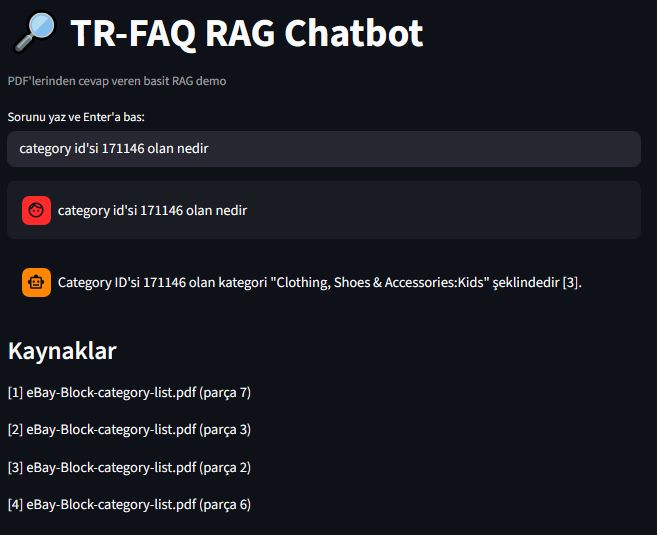 TR-FAQ RAG Chatbot
PDF'lerinden cevap veren basit RAG demo
Sorunu yaz ve Enter'a bas:
category id'si 171146 olan nedir
category id'si 171146 olan nedir
Category ID'si 171146 olan kategori "Clothing, Shoes & Accessories:Kids" şeklindedir [3].
Kaynaklar
[1] eBay-Block-category-list.pdf (parça 7)
[2] eBay-Block-category-list.pdf (parça 3)
[3] eBay-Block-category-list.pdf (parça 2)
[4] eBay-Block-category-list.pdf (parça 6)